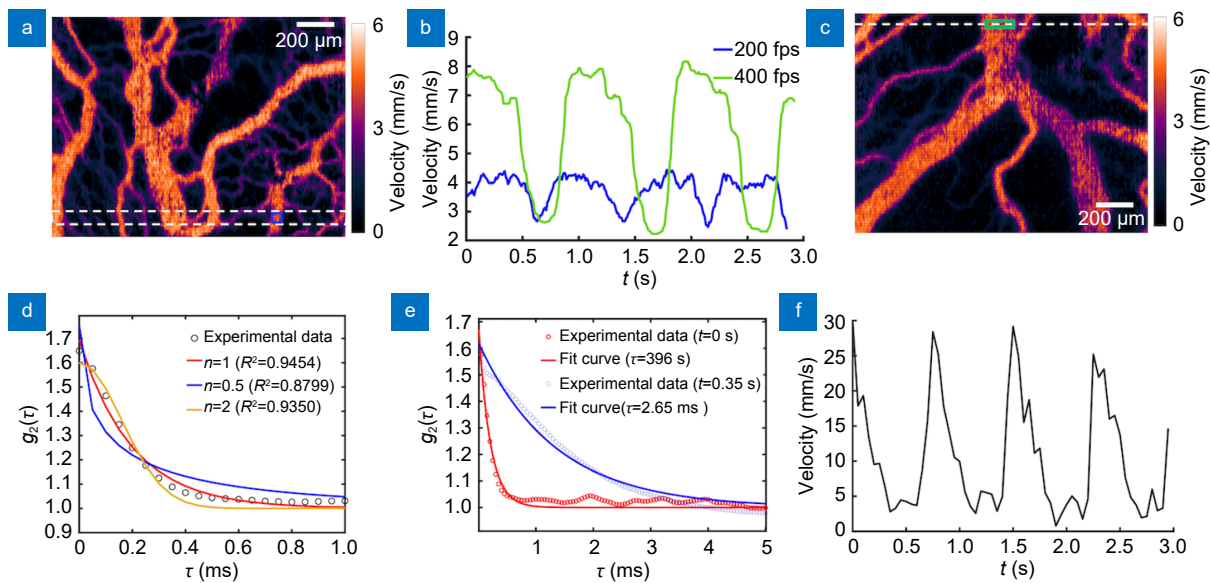 a
200 μm
6
3
0
Velocity (mm/s)
b
9
8
7
6
5
4
3
2
Velocity (mm/s)
200 fps
400 fps
0
1.0
2.0
3.0
t (s)
c
200 μm
6
3
0
Velocity (mm/s)
d
1.7
1.6
1.5
1.4
1.3
1.2
1.1
1.0
0.9
g2(τ)
Experimental data
n=1 (R²=0.9454)
n=0.5 (R²=0.8799)
n=2 (R²=0.9350)
0
0.2
0.4
0.6
0.8
1.0
τ (ms)
e
1.7
1.6
1.5
1.4
1.3
1.2
1.1
1.0
g2(τ)
Experimental data (t=0 s)
Fit curve (τ=396 s)
Experimental data (t=0.35 s)
Fit curve(τ=2.65 ms )
1
2
3
4
5
τ (ms)
f
30
25
20
15
10
5
0
Velocity (mm/s)
0
0.5
1.0
1.5
2.0
2.5
3.0
t (s)